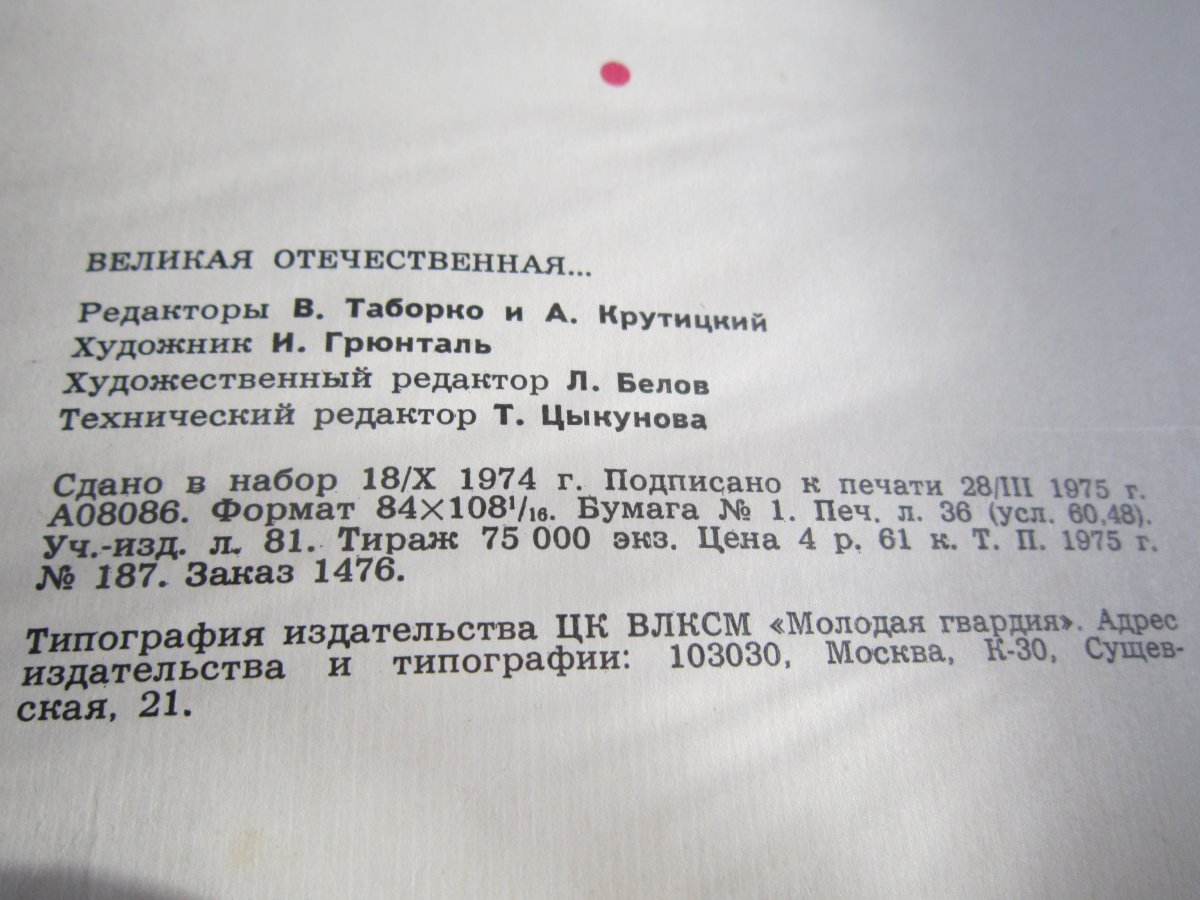 ВЕЛИКАЯ ОТЕЧЕСТВЕННАЯ...
Редакторы В. Таборко и А. Крутицкий
Художник И. Грюнталь
Художественный редактор Л. Белов
Технический редактор Т. Цыкунова
Сдано в набор 18/X 1974 г. Подписано к печати 28/III 1975 г.
А08086. Формат 84×108¹/₁₆. Бумага № 1. Печ. л. 36 (усл. 60,48).
Уч.-изд. л. 81. Тираж 75 000 экз. Цена 4 р. 61 к. Т. П. 1975 г.
№ 187. Заказ 1476.
Типография издательства ЦК ВЛКСМ «Молодая гвардия». Адрес
издательства и типографии: 103030, Москва, К-30, Сущев-
ская, 21.